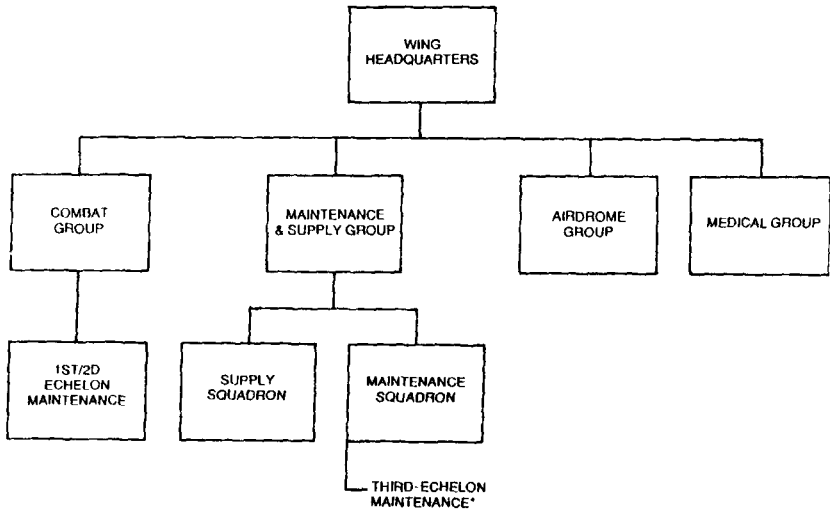 WING
HEADQUARTERS
COMBAT
GROUP
MAINTENANCE
& SUPPLY GROUP
AIRDROME
GROUP
MEDICAL GROUP
1ST/2D
ECHELON
MAINTENANCE
SUPPLY
SQUADRON
MAINTENANCE
SQUADRON
THIRD-ECHELON
MAINTENANCE*